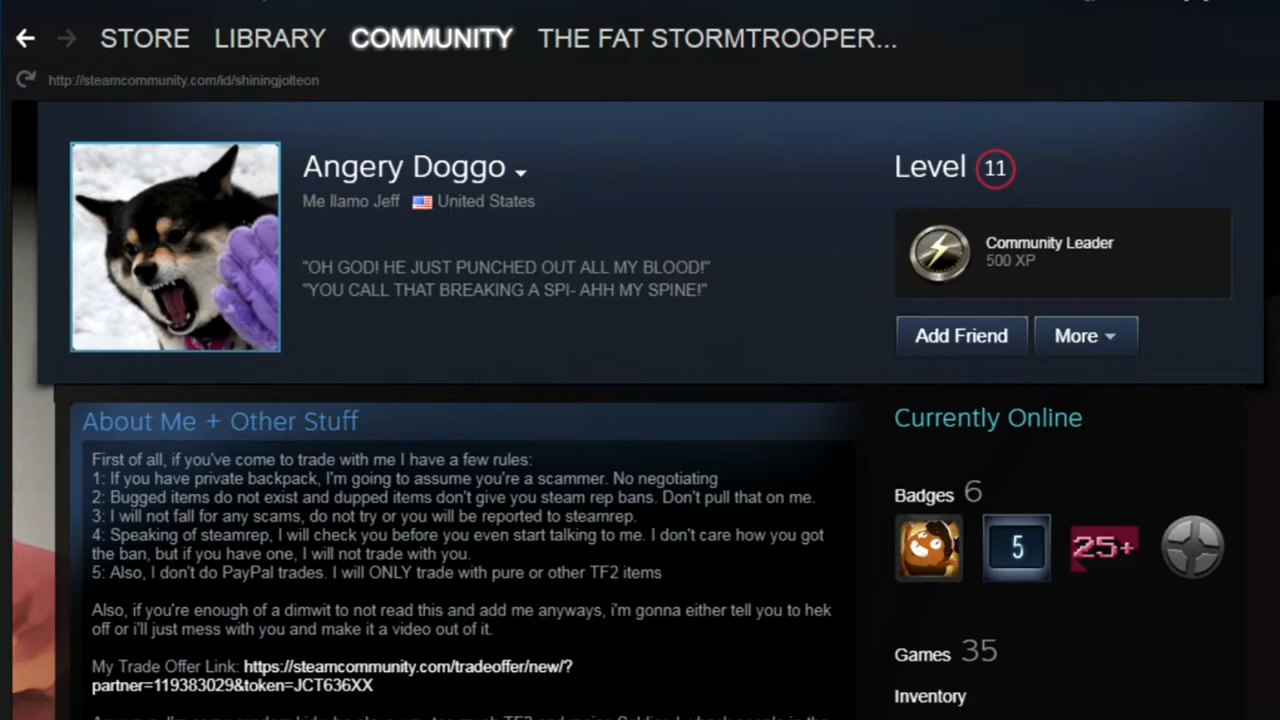 STORE LIBRARY COMMUNITY THE FAT STORMTROOPER...
http://steamcommunity.com/id/shiningjolteon
Angery Doggo
Me llamo Jeff United States
"OH GOD! HE JUST PUNCHED OUT ALL MY BLOOD!"
"YOU CALL THAT BREAKING A SPI- AHH MY SPINE!"
Level 11
Community Leader
500 XP
Add Friend More
About Me + Other Stuff
First of all, if you've come to trade with me I have a few rules:
1: If you have private backpack, I'm going to assume you're a scammer. No negotiating
2: Bugged items do not exist and dupped items don't give you steam rep bans. Don't pull that on me.
3: I will not fall for any scams, do not try or you will be reported to steamrep.
4: Speaking of steamrep, I will check you before you even start talking to me. I don't care how you got
the ban, but if you have one, I will not trade with you.
5: Also, I don't do PayPal trades. I will ONLY trade with pure or other TF2 items
Also, if you're enough of a dimwit to not read this and add me anyways, i'm gonna either tell you to hek
off or i'll just mess with you and make it a video out of it.
My Trade Offer Link: https://steamcommunity.com/tradeoffer/new/?
partner=119383029&token=JCT636XX
Currently Online
Badges 6
5 25+
Games 35
Inventory